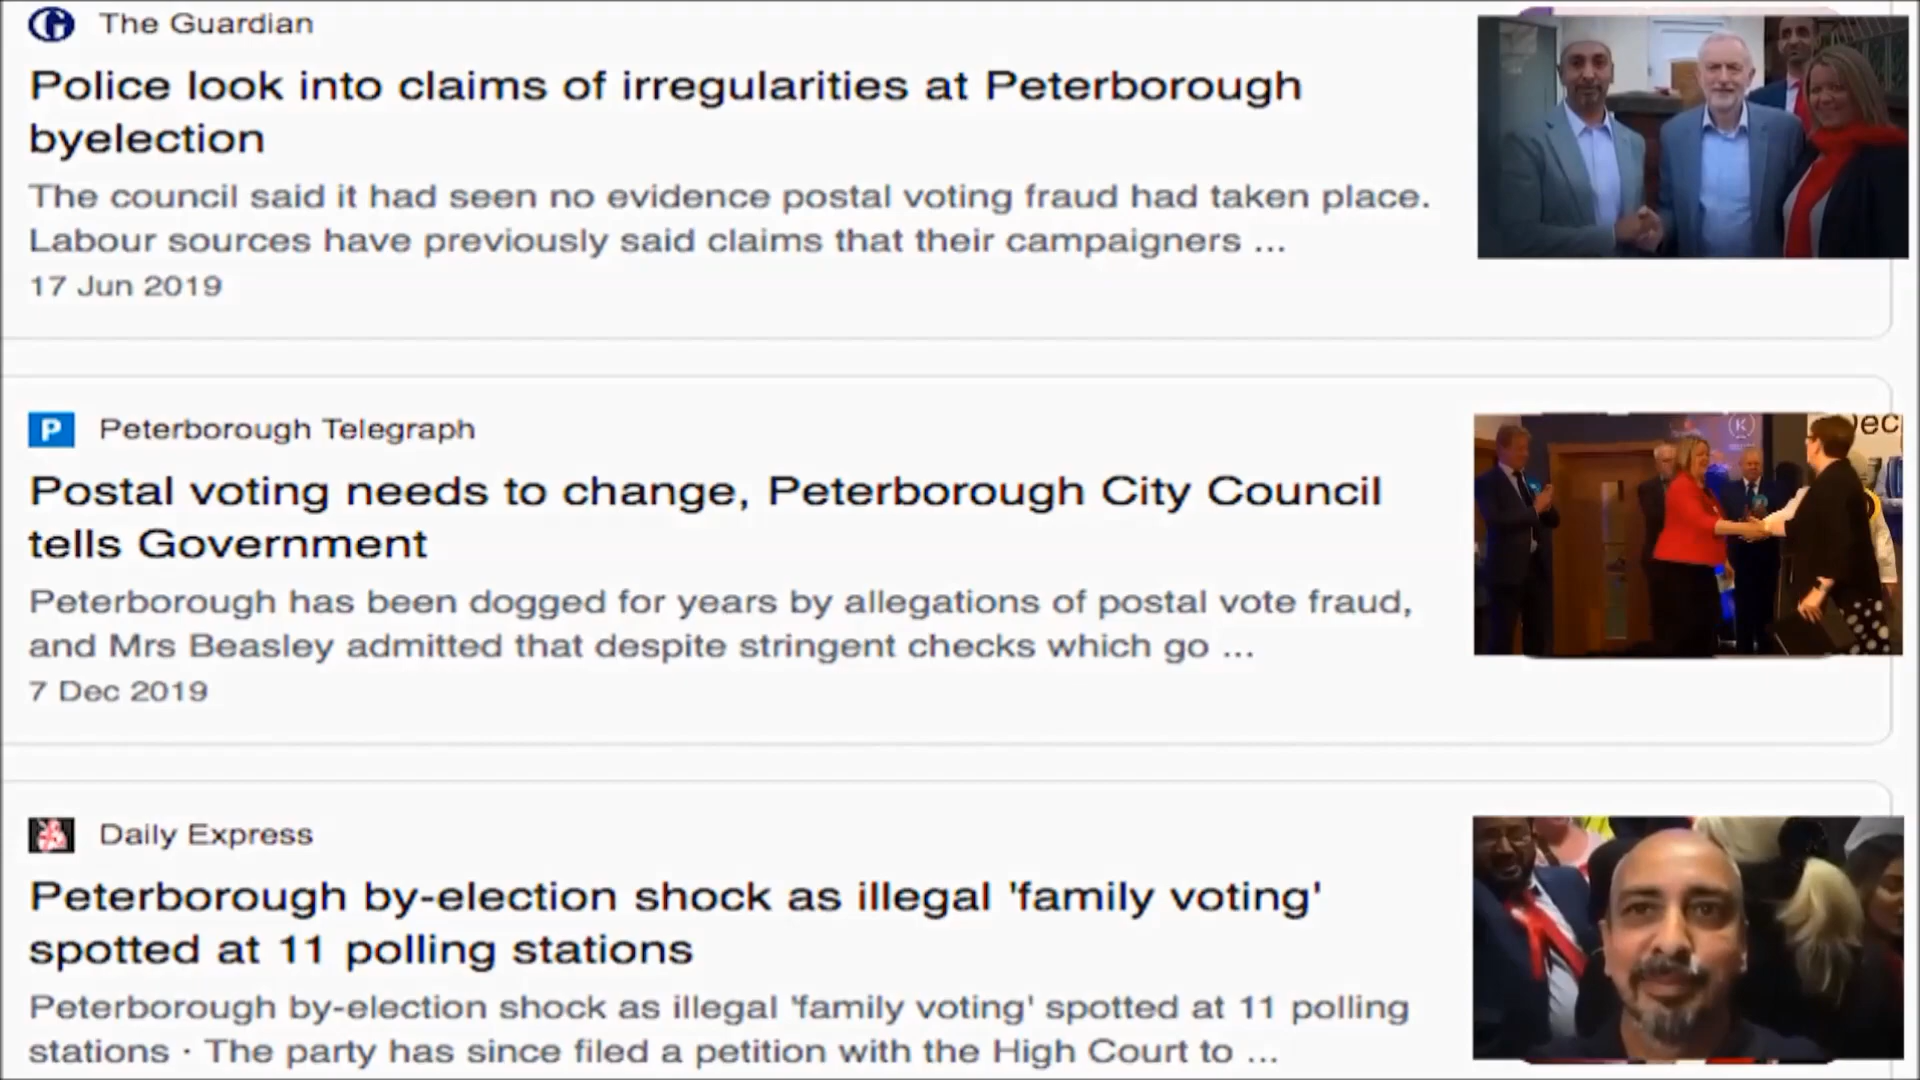 The Guardian
Police look into claims of irregularities at Peterborough
byelection
The council said it had seen no evidence postal voting fraud had taken place.
Labour sources have previously said claims that their campaigners ...
17 Jun 2019
P Peterborough Telegraph
Dec
K
Postal voting needs to change, Peterborough City Council
tells Government
Peterborough has been dogged for years by allegations of postal vote fraud,
and Mrs Beasley admitted that despite stringent checks which go ...
7 Dec 2019
Daily Express
Peterborough by-election shock as illegal 'family voting'
spotted at 11 polling stations
Peterborough by-election shock as illegal 'family voting' spotted at 11 polling
stations · The party has since filed a petition with the High Court to ...